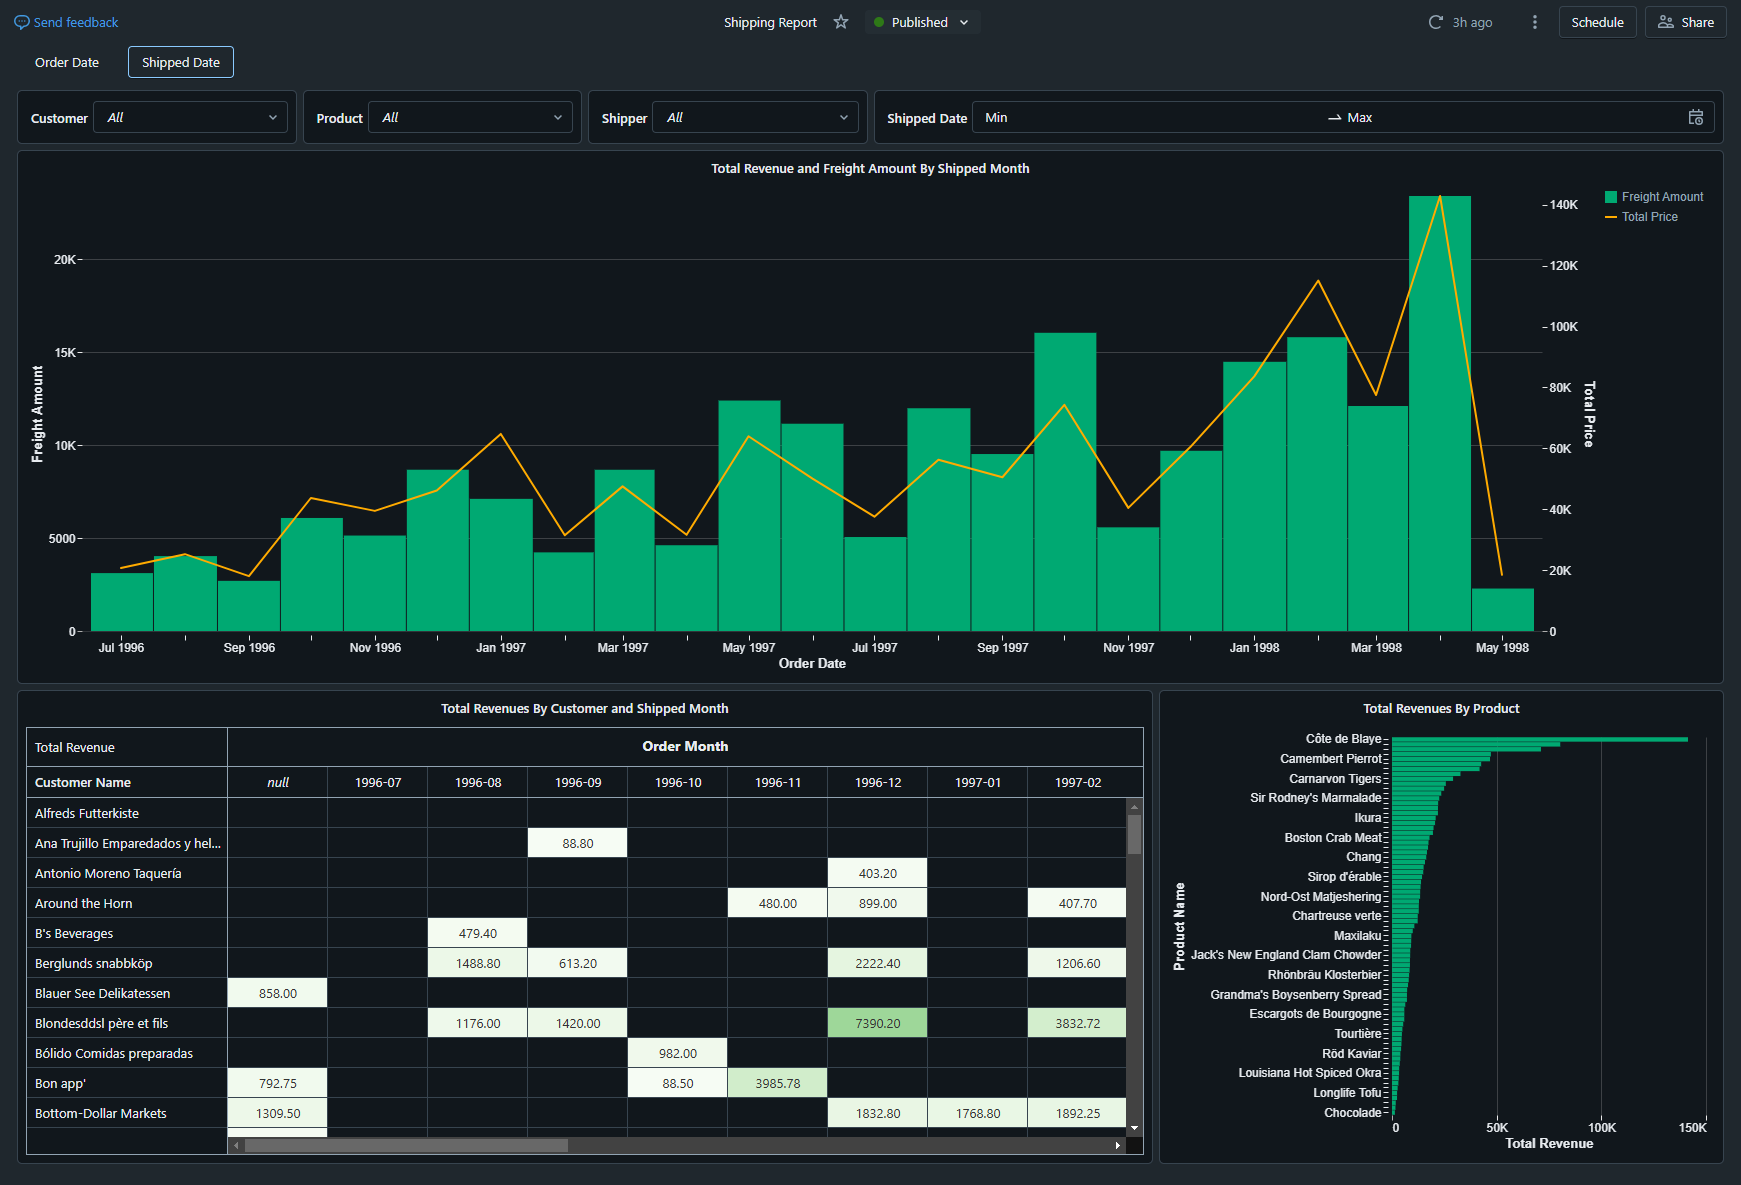 Send feedback
Shipping Report
Published
3h ago
Schedule
Share
Order Date
Shipped Date
Customer All
Product All
Shipper All
Shipped Date Min → Max
Total Revenue and Freight Amount By Shipped Month
Freight Amount
Total Price
Freight Amount
20K
15K
10K
5000
0
140K
120K
100K
80K
60K
40K
20K
0
Total Price
Jul 1996 Sep 1996 Nov 1996 Jan 1997 Mar 1997 May 1997 Jul 1997 Sep 1997 Nov 1997 Jan 1998 Mar 1998 May 1998
Order Date
Total Revenues By Customer and Shipped Month
Total Revenue Order Month
Customer Name null 1996-07 1996-08 1996-09 1996-10 1996-11 1996-12 1997-01 1997-02
Alfreds Futterkiste
Ana Trujillo Emparedados y hel... 88.80
Antonio Moreno Taquería 403.20
Around the Horn 480.00 899.00 407.70
B's Beverages 479.40
Berglunds snabbköp 1488.80 613.20 2222.40 1206.60
Blauer See Delikatessen 858.00
Blondesddsl père et fils 1176.00 1420.00 7390.20 3832.72
Bólido Comidas preparadas 982.00
Bon app' 792.75 88.50 3985.78
Bottom-Dollar Markets 1309.50 1832.80 1768.80 1892.25
Total Revenues By Product
Product Name
Côte de Blaye
Camembert Pierrot
Carnarvon Tigers
Sir Rodney's Marmalade
Ikura
Boston Crab Meat
Chang
Sirop d'érable
Nord-Ost Matjeshering
Chartreuse verte
Maxilaku
Jack's New England Clam Chowder
Rhönbräu Klosterbier
Grandma's Boysenberry Spread
Escargots de Bourgogne
Tourtière
Röd Kaviar
Louisiana Hot Spiced Okra
Longlife Tofu
Chocolade
0 50K 100K 150K
Total Revenue